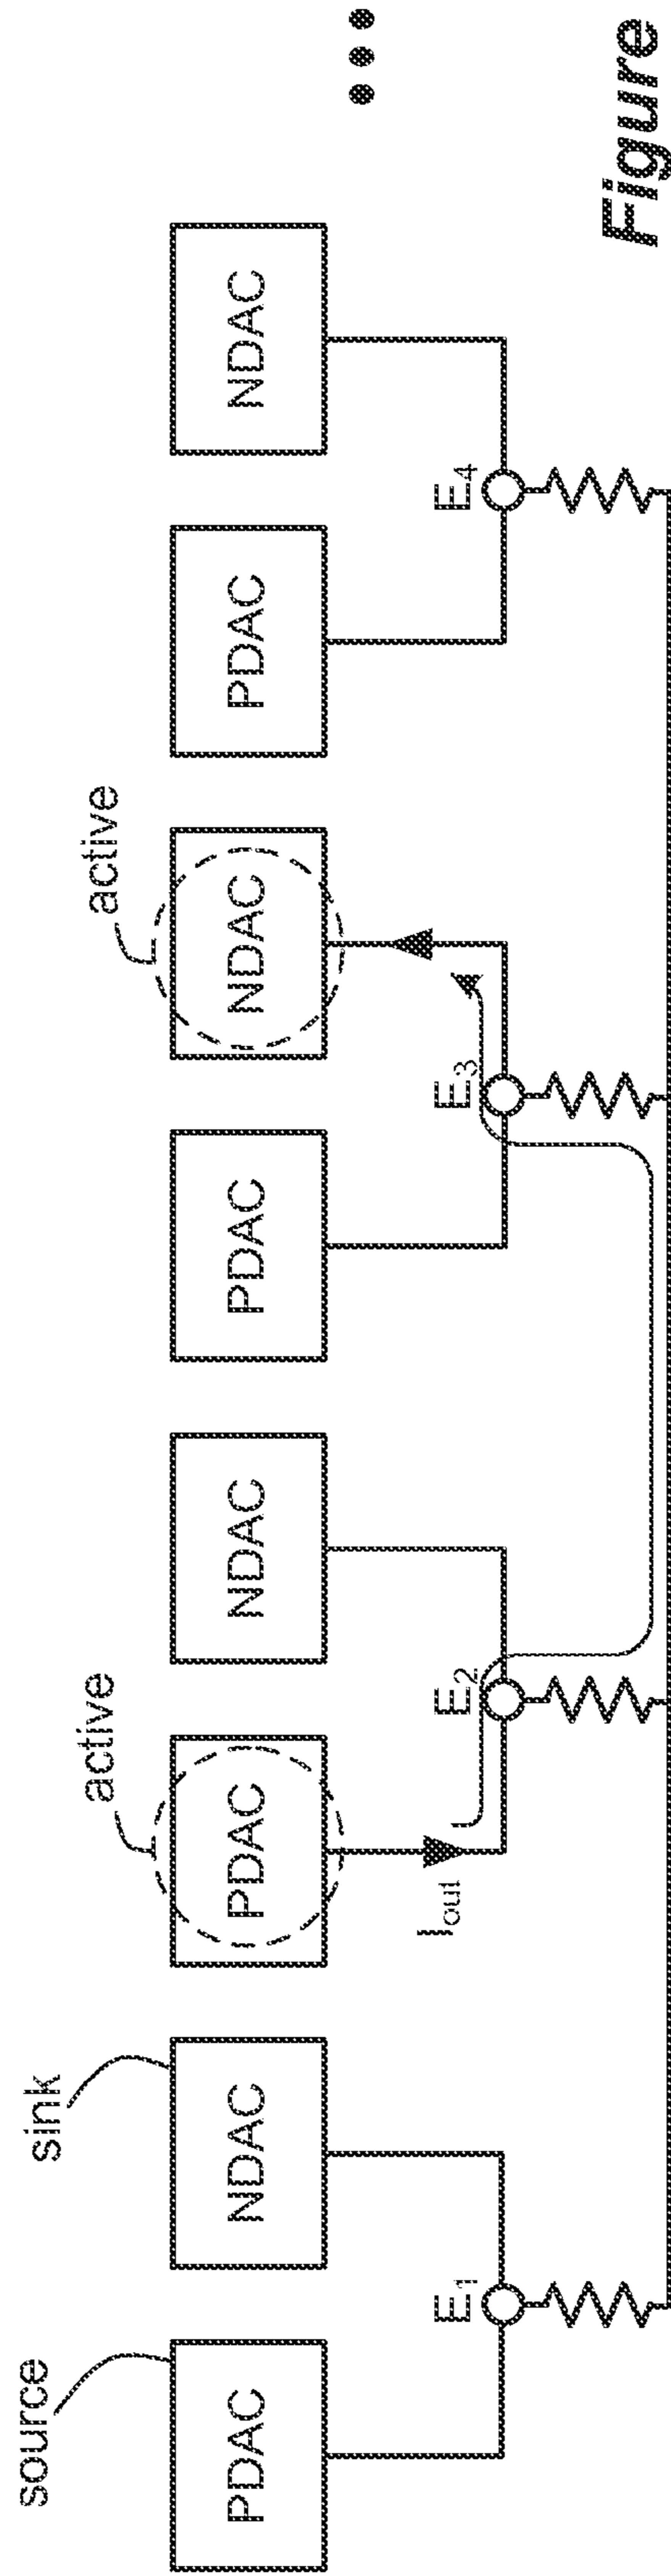 source
sink
active
active
PDAC
NDAC
PDAC
NDAC
PDAC
NDAC
PDAC
NDAC
Iout
E1
E2
E3
E4
Figure